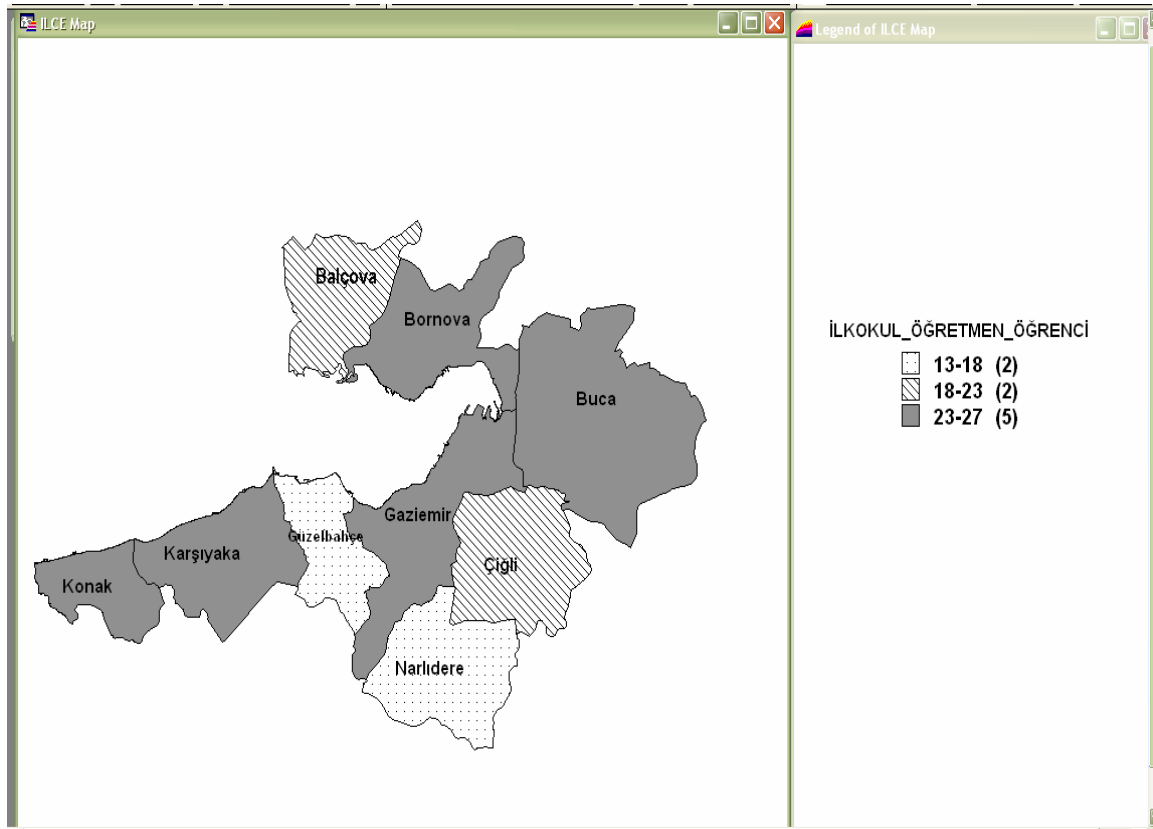 ILCE Map
Legend of ILCE Map
Balçova
Bornova
Buca
Gaziemir
Güzelbahçe
Karşıyaka
Çiğli
Konak
Narlıdere
İLKOKUL_ÖĞRETMEN_ÖĞRENCİ
13-18 (2)
18-23 (2)
23-27 (5)